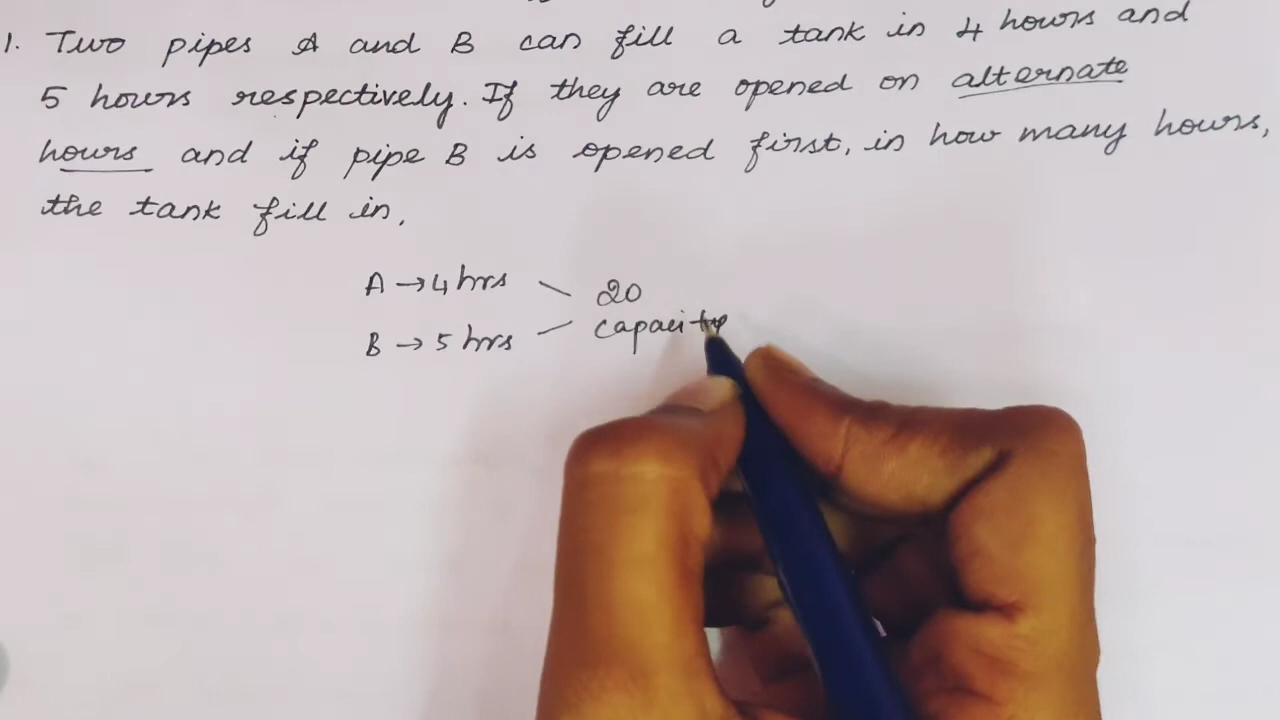 1. Two pipes A and B can fill a tank in 4 hours and
5 hours respectively. If they are opened on alternate
hours and if pipe B is opened first, in how many hours,
the tank fill in.
A → 4 hrs
20
capacity
B → 5 hrs